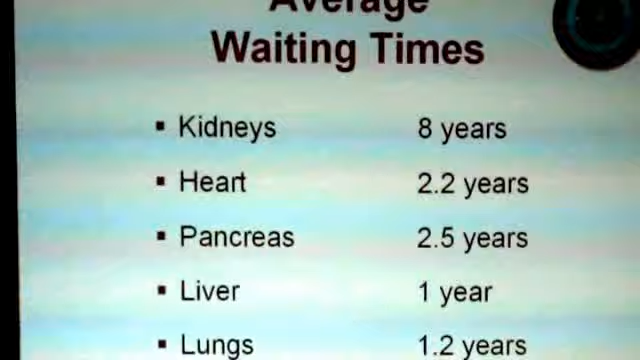 Average
Waiting Times
▪ Kidneys 8 years
▪ Heart 2.2 years
▪ Pancreas 2.5 years
▪ Liver 1 year
▪ Lungs 1.2 years